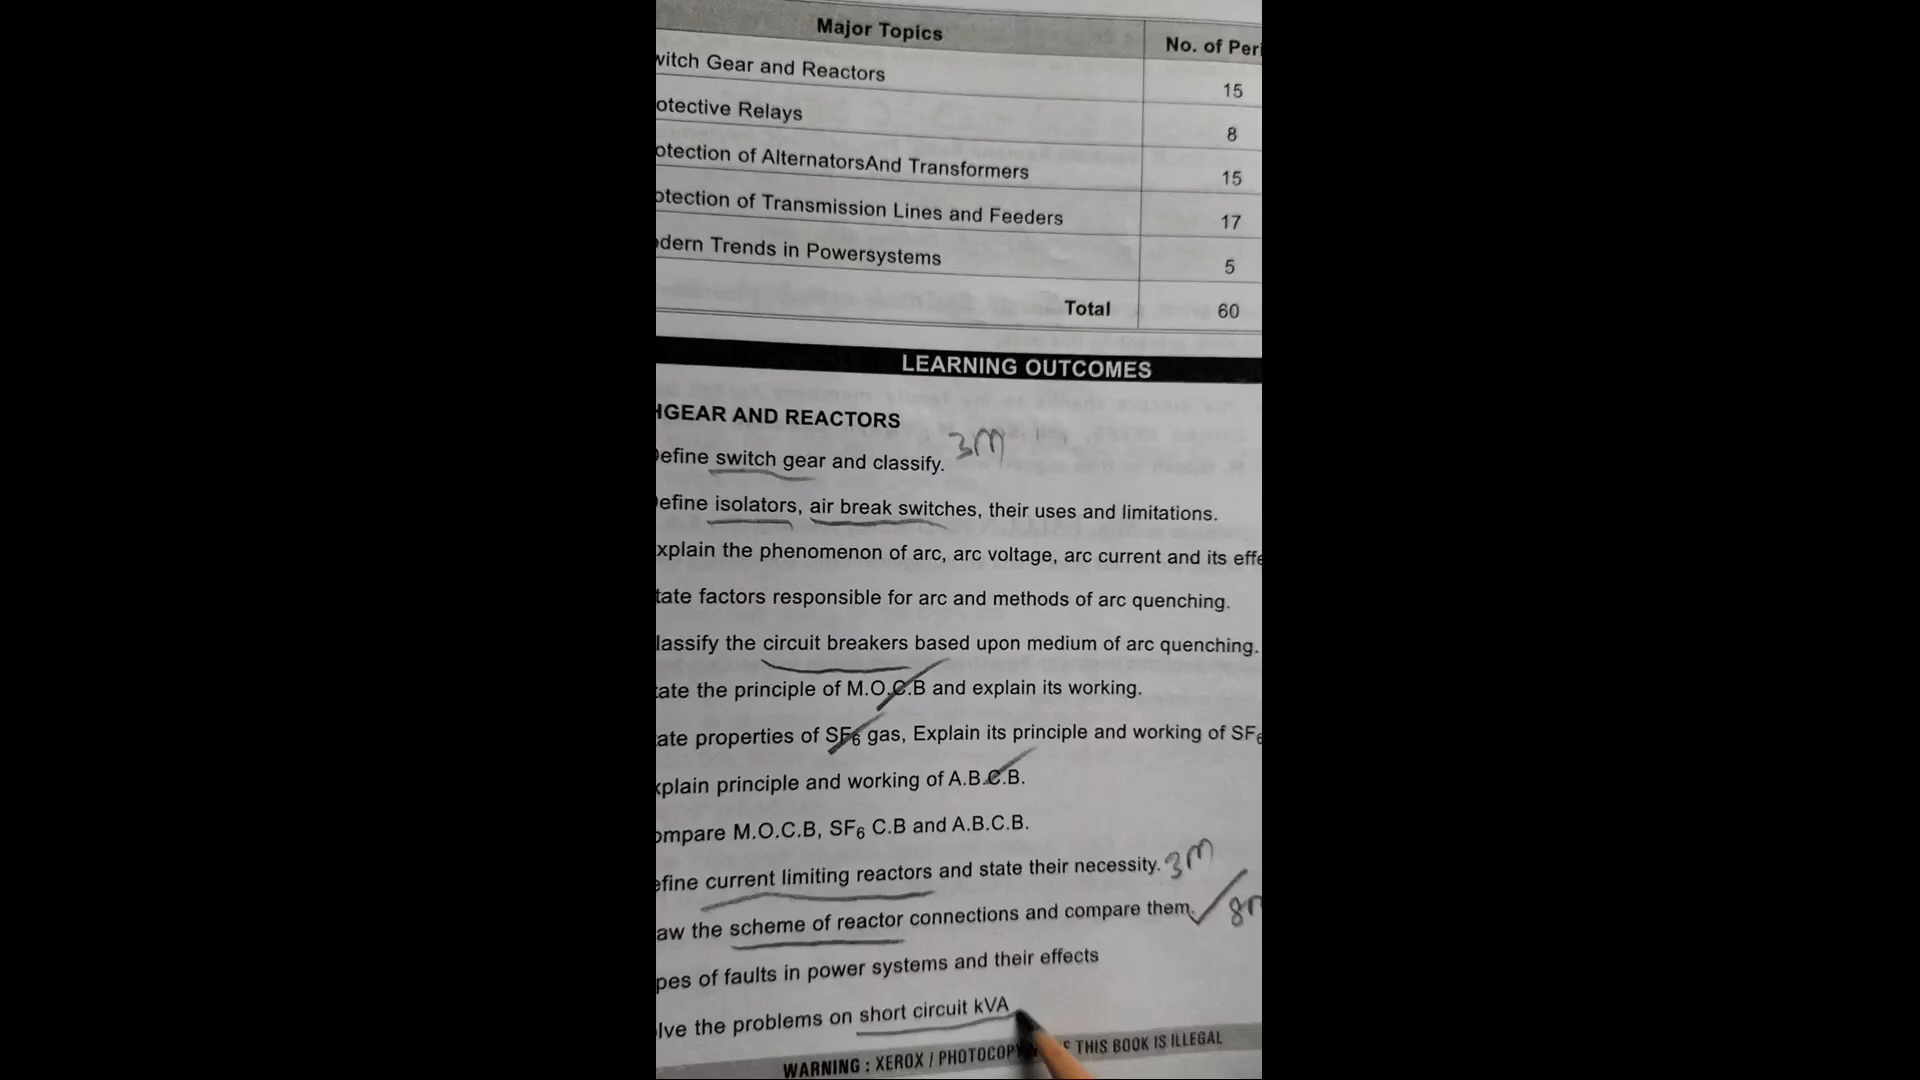 Major Topics No. of Peri
witch Gear and Reactors 15
otective Relays 8
otection of AlternatorsAnd Transformers 15
otection of Transmission Lines and Feeders 17
odern Trends in Powersystems 5
Total 60
LEARNING OUTCOMES
HGEAR AND REACTORS
Define switch gear and classify. 3M
Define isolators, air break switches, their uses and limitations.
xplain the phenomenon of arc, arc voltage, arc current and its effe
tate factors responsible for arc and methods of arc quenching.
lassify the circuit breakers based upon medium of arc quenching.
tate the principle of M.O.C.B and explain its working.
ate properties of SF6 gas, Explain its principle and working of SF6
xplain principle and working of A.B.C.B.
ompare M.O.C.B, SF6 C.B and A.B.C.B.
efine current limiting reactors and state their necessity. 3M
aw the scheme of reactor connections and compare them. 8m
pes of faults in power systems and their effects
lve the problems on short circuit kVA
WARNING : XEROX / PHOTOCOPY THIS BOOK IS ILLEGAL